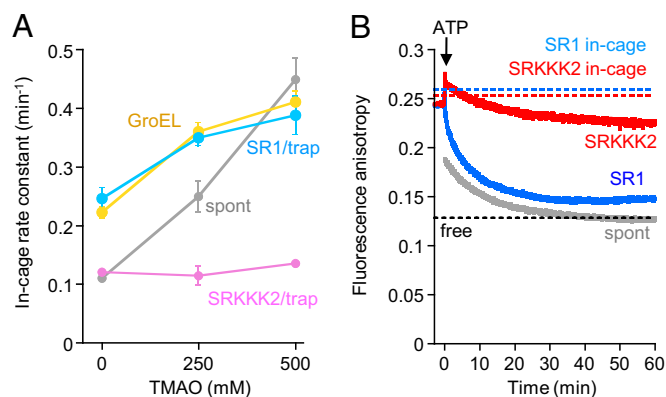 A
In-cage rate constant (min-1)
0.5
0.4
0.3
0.2
0.1
0
GroEL
SR1/trap
spont
SRKKK2/trap
0
250
500
TMAO (mM)
B
ATP
SR1 in-cage
SRKKK2 in-cage
Fluorescence anisotropy
0.3
0.25
0.2
0.15
0.1
0.05
0
SRKKK2
SR1
free
spont
0 10 20 30 40 50 60
Time (min)